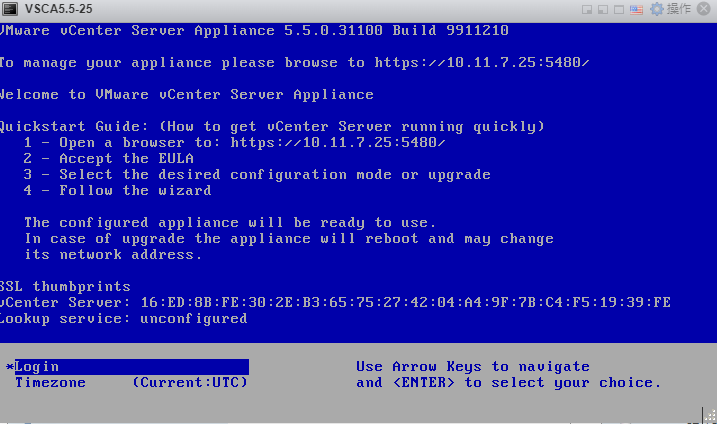 VSCA5.5-25
操作
VMware vCenter Server Appliance 5.5.0.31100 Build 9911210
To manage your appliance please browse to https://10.11.7.25:5480/
Welcome to VMware vCenter Server Appliance
Quickstart Guide: (How to get vCenter Server running quickly)
1 - Open a browser to: https://10.11.7.25:5480/
2 - Accept the EULA
3 - Select the desired configuration mode or upgrade
4 - Follow the wizard
The configured appliance will be ready to use.
In case of upgrade the appliance will reboot and may change
its network address.
SSL thumbprints
vCenter Server: 16:ED:8B:FE:30:2E:B3:65:75:27:42:04:A4:9F:7B:C4:F5:19:39:FE
Lookup service: unconfigured
*Login Use Arrow Keys to navigate
Timezone (Current:UTC) and <ENTER> to select your choice.